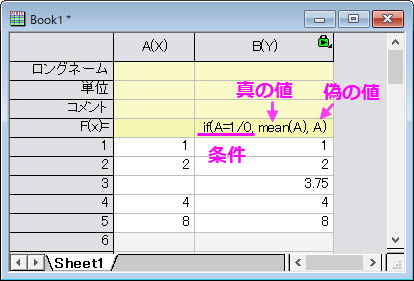 Book1 *
A(X) B(Y)
ロングネーム
単位
コメント
真の値 偽の値
F(x)= if(A=1/0, mean(A), A)
条件
1 1 1
2 2 2
3 3.75
4 4 4
5 8 8
6
Sheet1